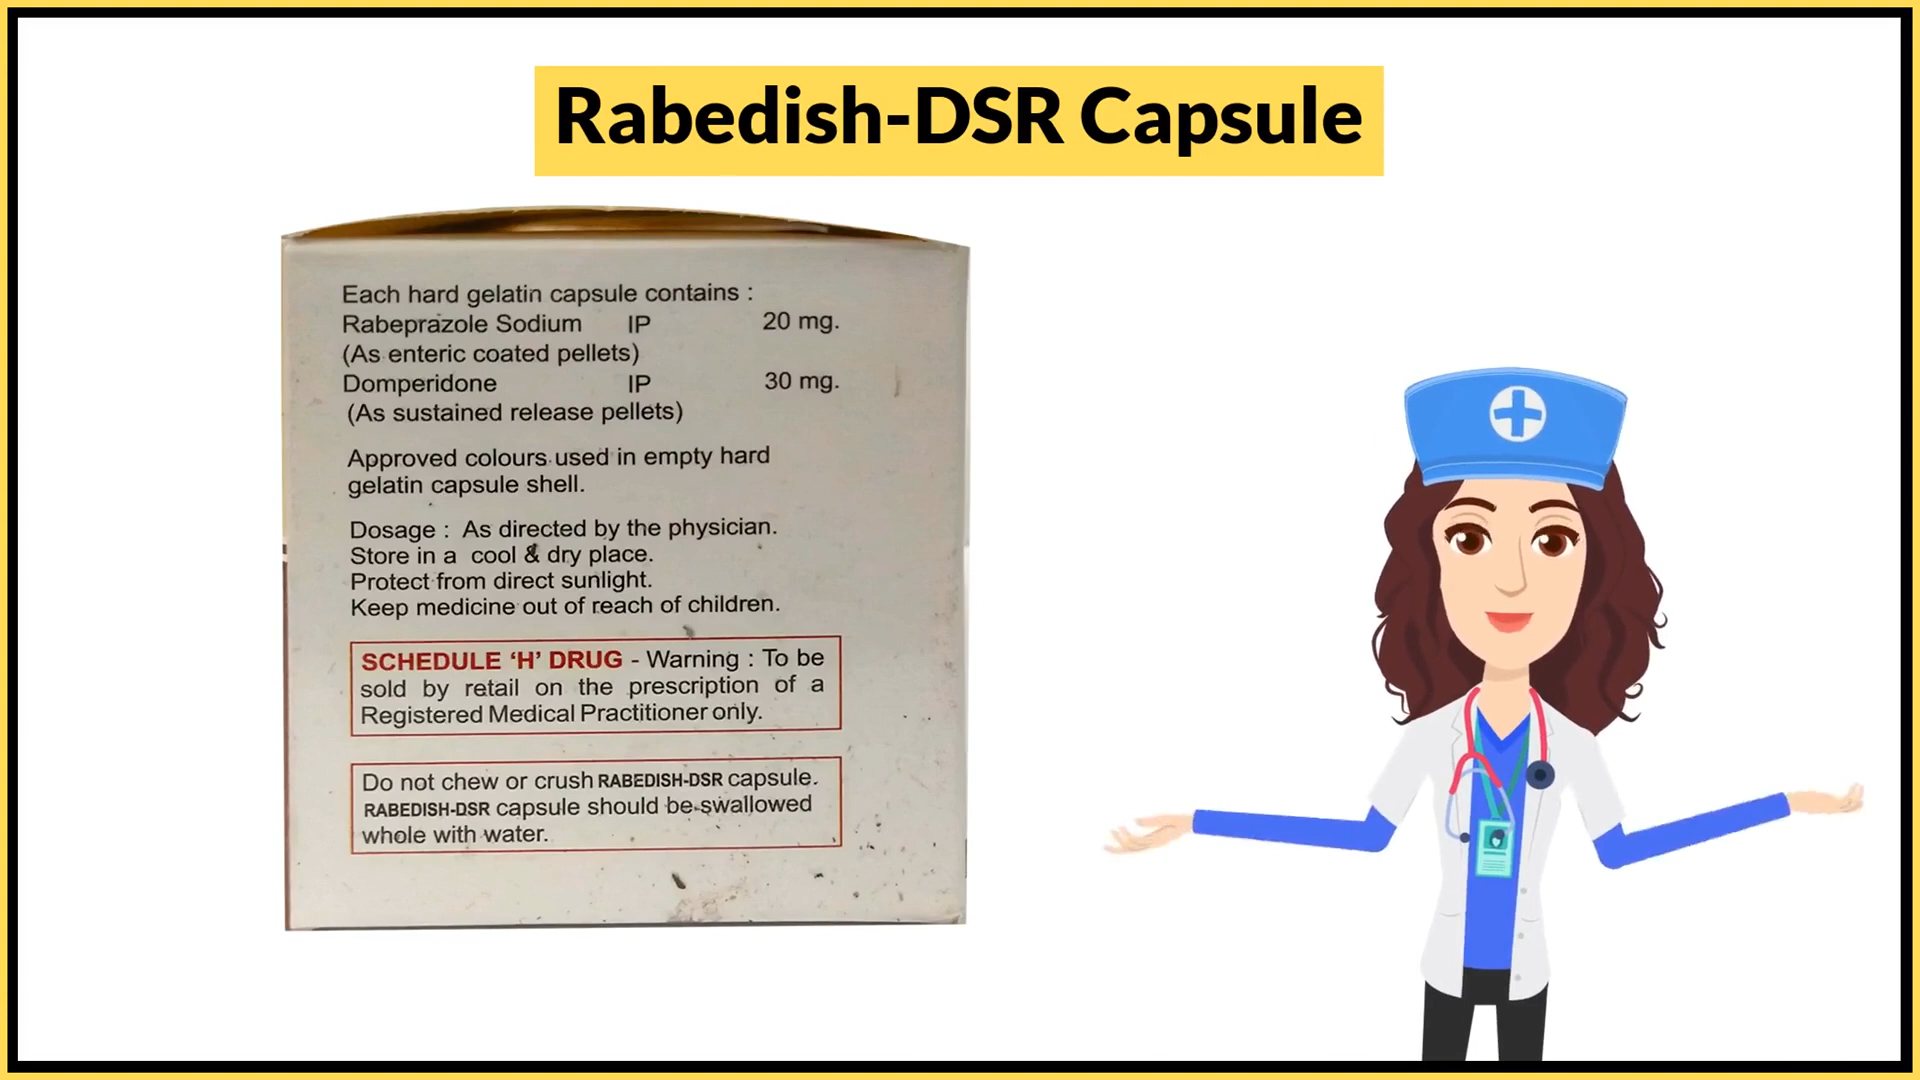 Rabedish-DSR Capsule
Each hard gelatin capsule contains :
Rabeprazole Sodium IP 20 mg.
(As enteric coated pellets)
Domperidone IP 30 mg.
(As sustained release pellets)
Approved colours used in empty hard
gelatin capsule shell.
Dosage : As directed by the physician.
Store in a cool & dry place.
Protect from direct sunlight.
Keep medicine out of reach of children.
SCHEDULE ‘H’ DRUG - Warning : To be
sold by retail on the prescription of a
Registered Medical Practitioner only.
Do not chew or crush RABEDISH-DSR capsule.
RABEDISH-DSR capsule should be swallowed
whole with water.